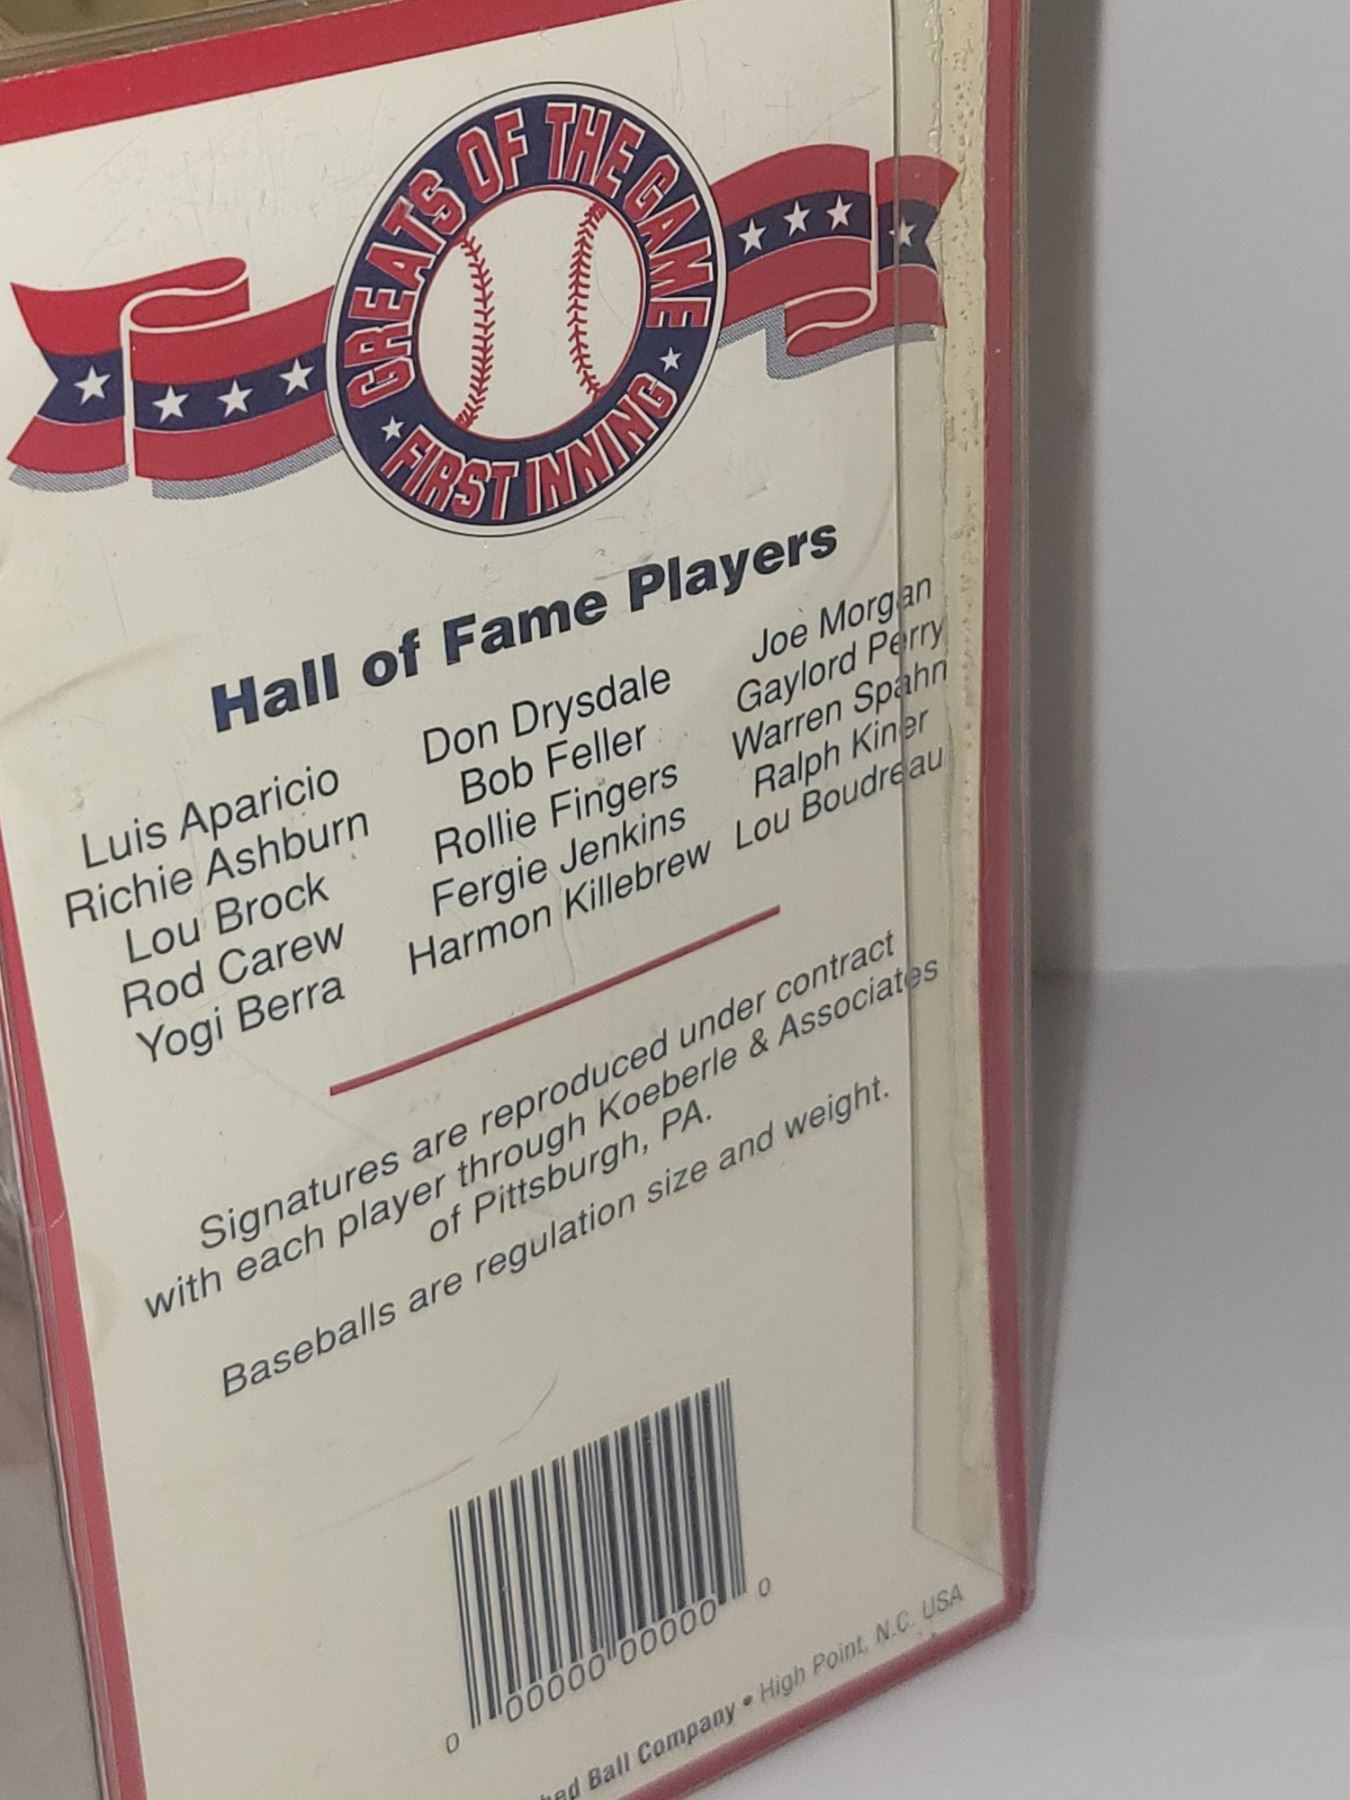 GREATS OF THE GAME
FIRST INNING
Hall of Fame Players
Luis Aparicio
Richie Ashburn
Lou Brock
Rod Carew
Yogi Berra
Don Drysdale
Bob Feller
Rollie Fingers
Fergie Jenkins
Harmon Killebrew
Joe Morgan
Gaylord Perry
Warren Spahn
Ralph Kiner
Lou Boudreau
Signatures are reproduced under contract
with each player through Koeberle & Associates
of Pittsburgh, PA.
Baseballs are regulation size and weight.
0 00000 00000 0
Ball Company • High Point, N.C. USA